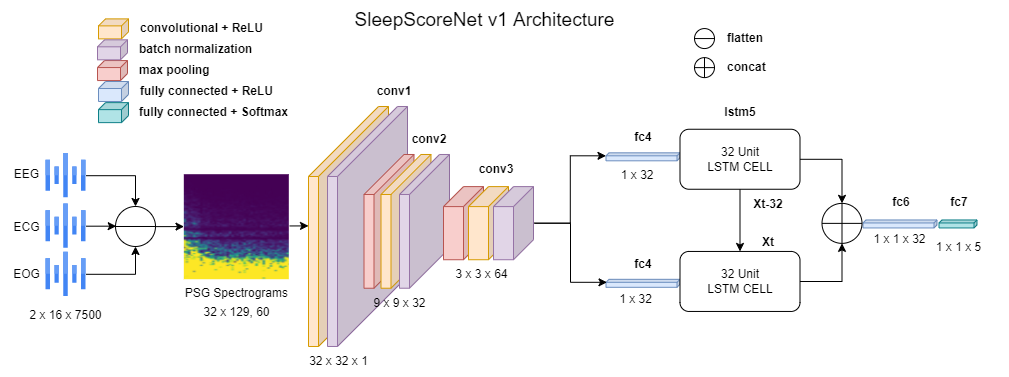 SleepScoreNet v1 Architecture
convolutional + ReLU
batch normalization
max pooling
fully connected + ReLU
fully connected + Softmax
flatten
concat
EEG
ECG
EOG
2 x 16 x 7500
PSG Spectrograms
32 x 129, 60
conv1
32 x 32 x 1
conv2
9 x 9 x 32
conv3
3 x 3 x 64
fc4
1 x 32
lstm5
32 Unit
LSTM CELL
Xt-32
Xt
fc4
1 x 32
32 Unit
LSTM CELL
fc6
1 x 1 x 32
fc7
1 x 1 x 5